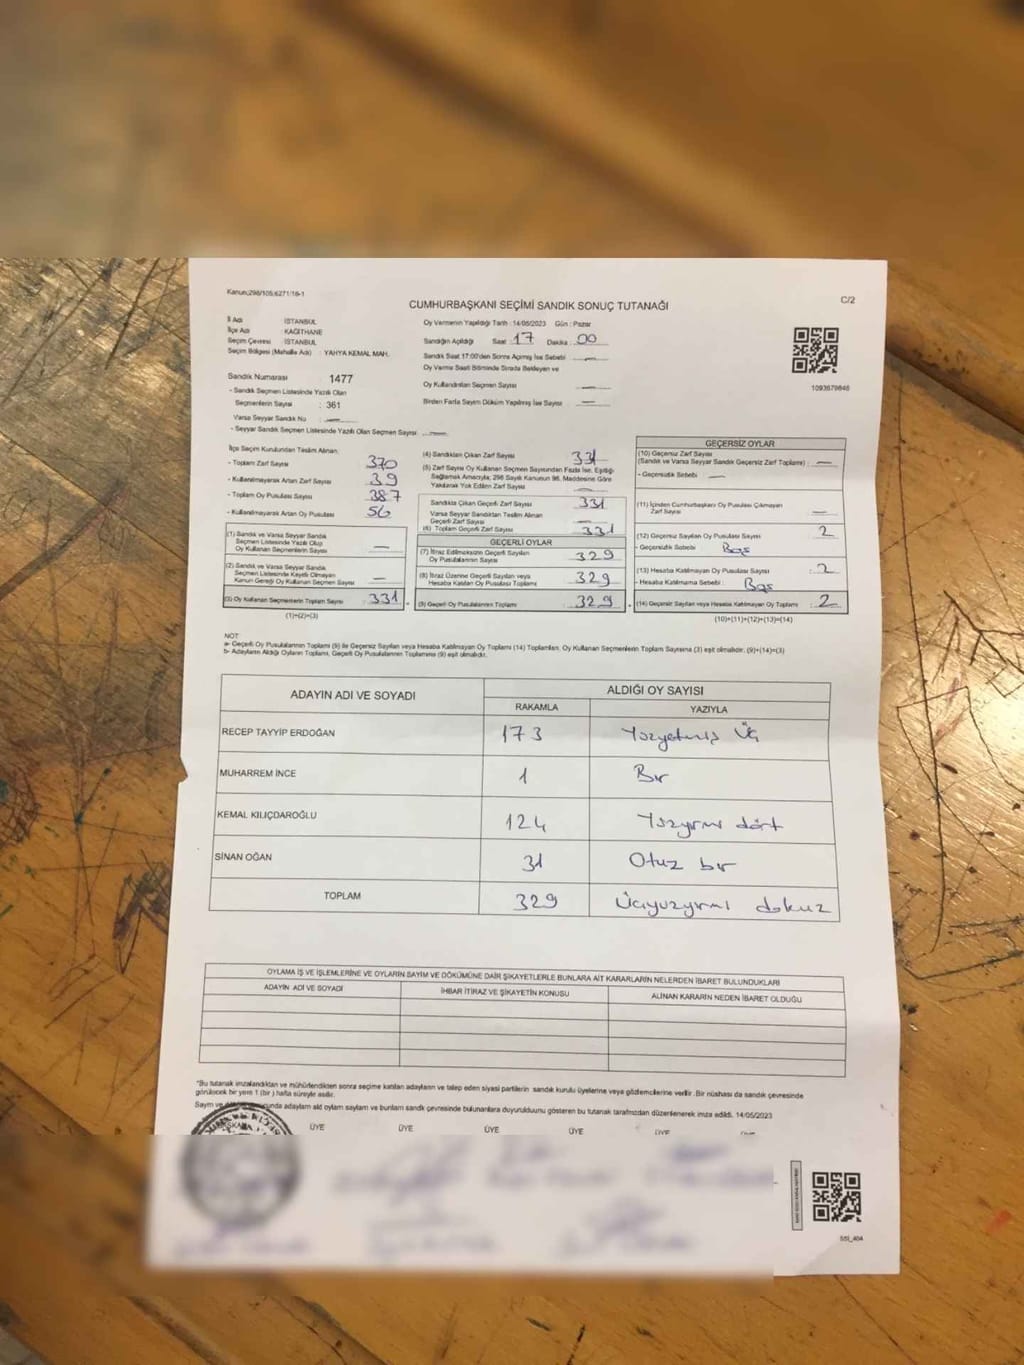 Kanun;298/105;6271/16-1
C/2
CUMHURBAŞKANI SEÇİMİ SANDIK SONUÇ TUTANAĞI
İl Adı : İSTANBUL
İlçe Adı : KAĞITHANE
Seçim Çevresi : İSTANBUL
Seçim Bölgesi (Mahalle Adı) : YAHYA KEMAL MAH.
Oy Vermenin Yapıldığı Tarih : 14/05/2023 Gün : Pazar
Sandığın Açıldığı Saat : 17 Dakika : 00
Sandık Saat 17:00'den Sonra Açılmış İse Sebebi : —
Oy Verme Saati Bitiminde Sırada Bekleyen ve
Oy Kullandırılan Seçmen Sayısı : —
Birden Fazla Sayım Döküm Yapılmış İse Sayısı : —
1093679848
Sandık Numarası : 1477
- Sandık Seçmen Listesinde Yazılı Olan
Seçmenlerin Sayısı : 361
Varsa Seyyar Sandık No : —
- Seyyar Sandık Seçmen Listesinde Yazılı Olan Seçmen Sayısı : —
İlçe Seçim Kurulundan Teslim Alınan;
- Toplam Zarf Sayısı : 370
- Kullanılmayarak Artan Zarf Sayısı : 39
- Toplam Oy Pusulası Sayısı : 387
- Kullanılmayarak Artan Oy Pusulası : 56
(1) Sandık ve Varsa Seyyar Sandık
Seçmen Listesinde Yazılı Olup
Oy Kullanan Seçmenlerin Sayısı : —
(2) Sandık ve Varsa Seyyar Sandık
Seçmen Listesinde Kayıtlı Olmayan
Kanun Gereği Oy Kullanan Seçmen Sayısı : —
(3) Oy Kullanan Seçmenlerin Toplam Sayısı : 331
(1)+(2)=(3)
(4) Sandıktan Çıkan Zarf Sayısı : 331
(5) Zarf Sayısı Oy Kullanan Seçmen Sayısından Fazla İse, Eşitliği
Sağlamak Amacıyla; 298 Sayılı Kanunun 98. Maddesine Göre
Yakılarak Yok Edilen Zarf Sayısı : —
Sandıkta Çıkan Geçerli Zarf Sayısı : 331
Varsa Seyyar Sandıktan Teslim Alınan
Geçerli Zarf Sayısı : —
(6) Toplam Geçerli Zarf Sayısı : 331
GEÇERLİ OYLAR
(7) İtiraz Edilmeksizin Geçerli Sayılan
Oy Pusulası Sayısı : 329
(8) İtiraz Üzerine Geçerli Sayılan veya
Hesaba Katılan Oy Pusulası Toplamı : 329
(9) Geçerli Oy Pusulalarının Toplamı : 329
GEÇERSİZ OYLAR
(10) Geçersiz Zarf Sayısı
(Sandık ve Varsa Seyyar Sandık Geçersiz Zarf Toplamı) : —
- Geçersizlik Sebebi : —
(11) İçinden Cumhurbaşkanı Oy Pusulası Çıkmayan
Zarf Sayısı : —
(12) Geçersiz Sayılan Oy Pusulası Sayısı : 2
- Geçersizlik Sebebi : Boş
(13) Hesaba Katılmayan Oy Pusulası Sayısı : 2
- Hesaba Katılmama Sebebi : Boş
(14) Geçersiz Sayılan veya Hesaba Katılmayan Oy Toplamı : 2
(10)+(11)+(12)+(13)=(14)
NOT:
a- Geçerli Oy Pusulalarının Toplamı (9) ile Geçersiz Sayılan veya Hesaba Katılmayan Oy Toplamı (14) Toplamları, Oy Kullanan Seçmenlerin Toplam Sayısına (3) eşit olmalıdır. (9)+(14)=(3)
b- Adayların Aldığı Oyların Toplamı, Geçerli Oy Pusulalarının Toplamına (9) eşit olmalıdır.
ADAYIN ADI VE SOYADI ALDIĞI OY SAYISI
RAKAMLA YAZIYLA
RECEP TAYYİP ERDOĞAN 173 Yüzyetmiş Üç
MUHARREM İNCE 1 Bir
KEMAL KILIÇDAROĞLU 124 Yüzyirmi dört
SİNAN OĞAN 31 Otuz bir
TOPLAM 329 Üçyüzyirmi dokuz
OYLAMA İŞ VE İŞLEMLERİNE VE OYLARIN SAYIM VE DÖKÜMÜNE DAİR ŞİKAYETLERLE BUNLARA AİT KARARLARIN NELERDEN İBARET BULUNDUKLARI
ADAYIN ADI VE SOYADI İHBAR İTİRAZ VE ŞİKAYETİN KONUSU ALINAN KARARIN NEDEN İBARET OLDUĞU
*Bu tutanak imzalandıktan ve mühürlendikten sonra seçime katılan adayların ve talep eden siyasi partilerin sandık kurulu üyelerine veya gözlemcilerine verilir. Bir nüshası da sandık çevresinde
görülecek bir yere 1 (bir) hafta süreyle asılır.
Sayım ve adayların aldı oyların sayların ve bunların sandık çevresinde bulunanlara duyurulduğunu gösteren bu tutanak tarafımızdan düzenlenerek imza edildi. 14/05/2023
ÜYE ÜYE ÜYE ÜYE ÜYE
SSİ_404